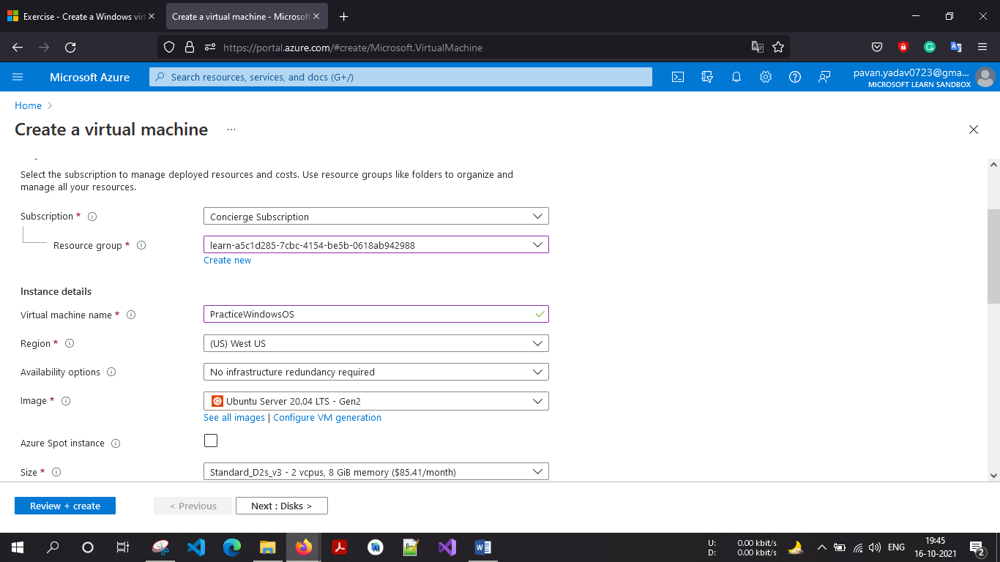 Exercise - Create a Windows virt
Create a virtual machine - Microsoft
https://portal.azure.com/#create/Microsoft.VirtualMachine
Microsoft Azure
Search resources, services, and docs (G+/)
pavan.yadav0723@gma...
MICROSOFT LEARN SANDBOX
Home
Create a virtual machine
...
Select the subscription to manage deployed resources and costs. Use resource groups like folders to organize and
manage all your resources.
Subscription *
Concierge Subscription
Resource group *
learn-a5c1d285-7cbc-4154-be5b-0618ab942988
Create new
Instance details
Virtual machine name *
PracticeWindowsOS
Region *
(US) West US
Availability options
No infrastructure redundancy required
Image *
Ubuntu Server 20.04 LTS - Gen2
See all images | Configure VM generation
Azure Spot instance
Size *
Standard_D2s_v3 - 2 vcpus, 8 GiB memory ($85.41/month)
Review + create
< Previous
Next : Disks >
U: 0.00 kbit/s
D: 0.00 kbit/s
ENG
19:45
16-10-2021
2